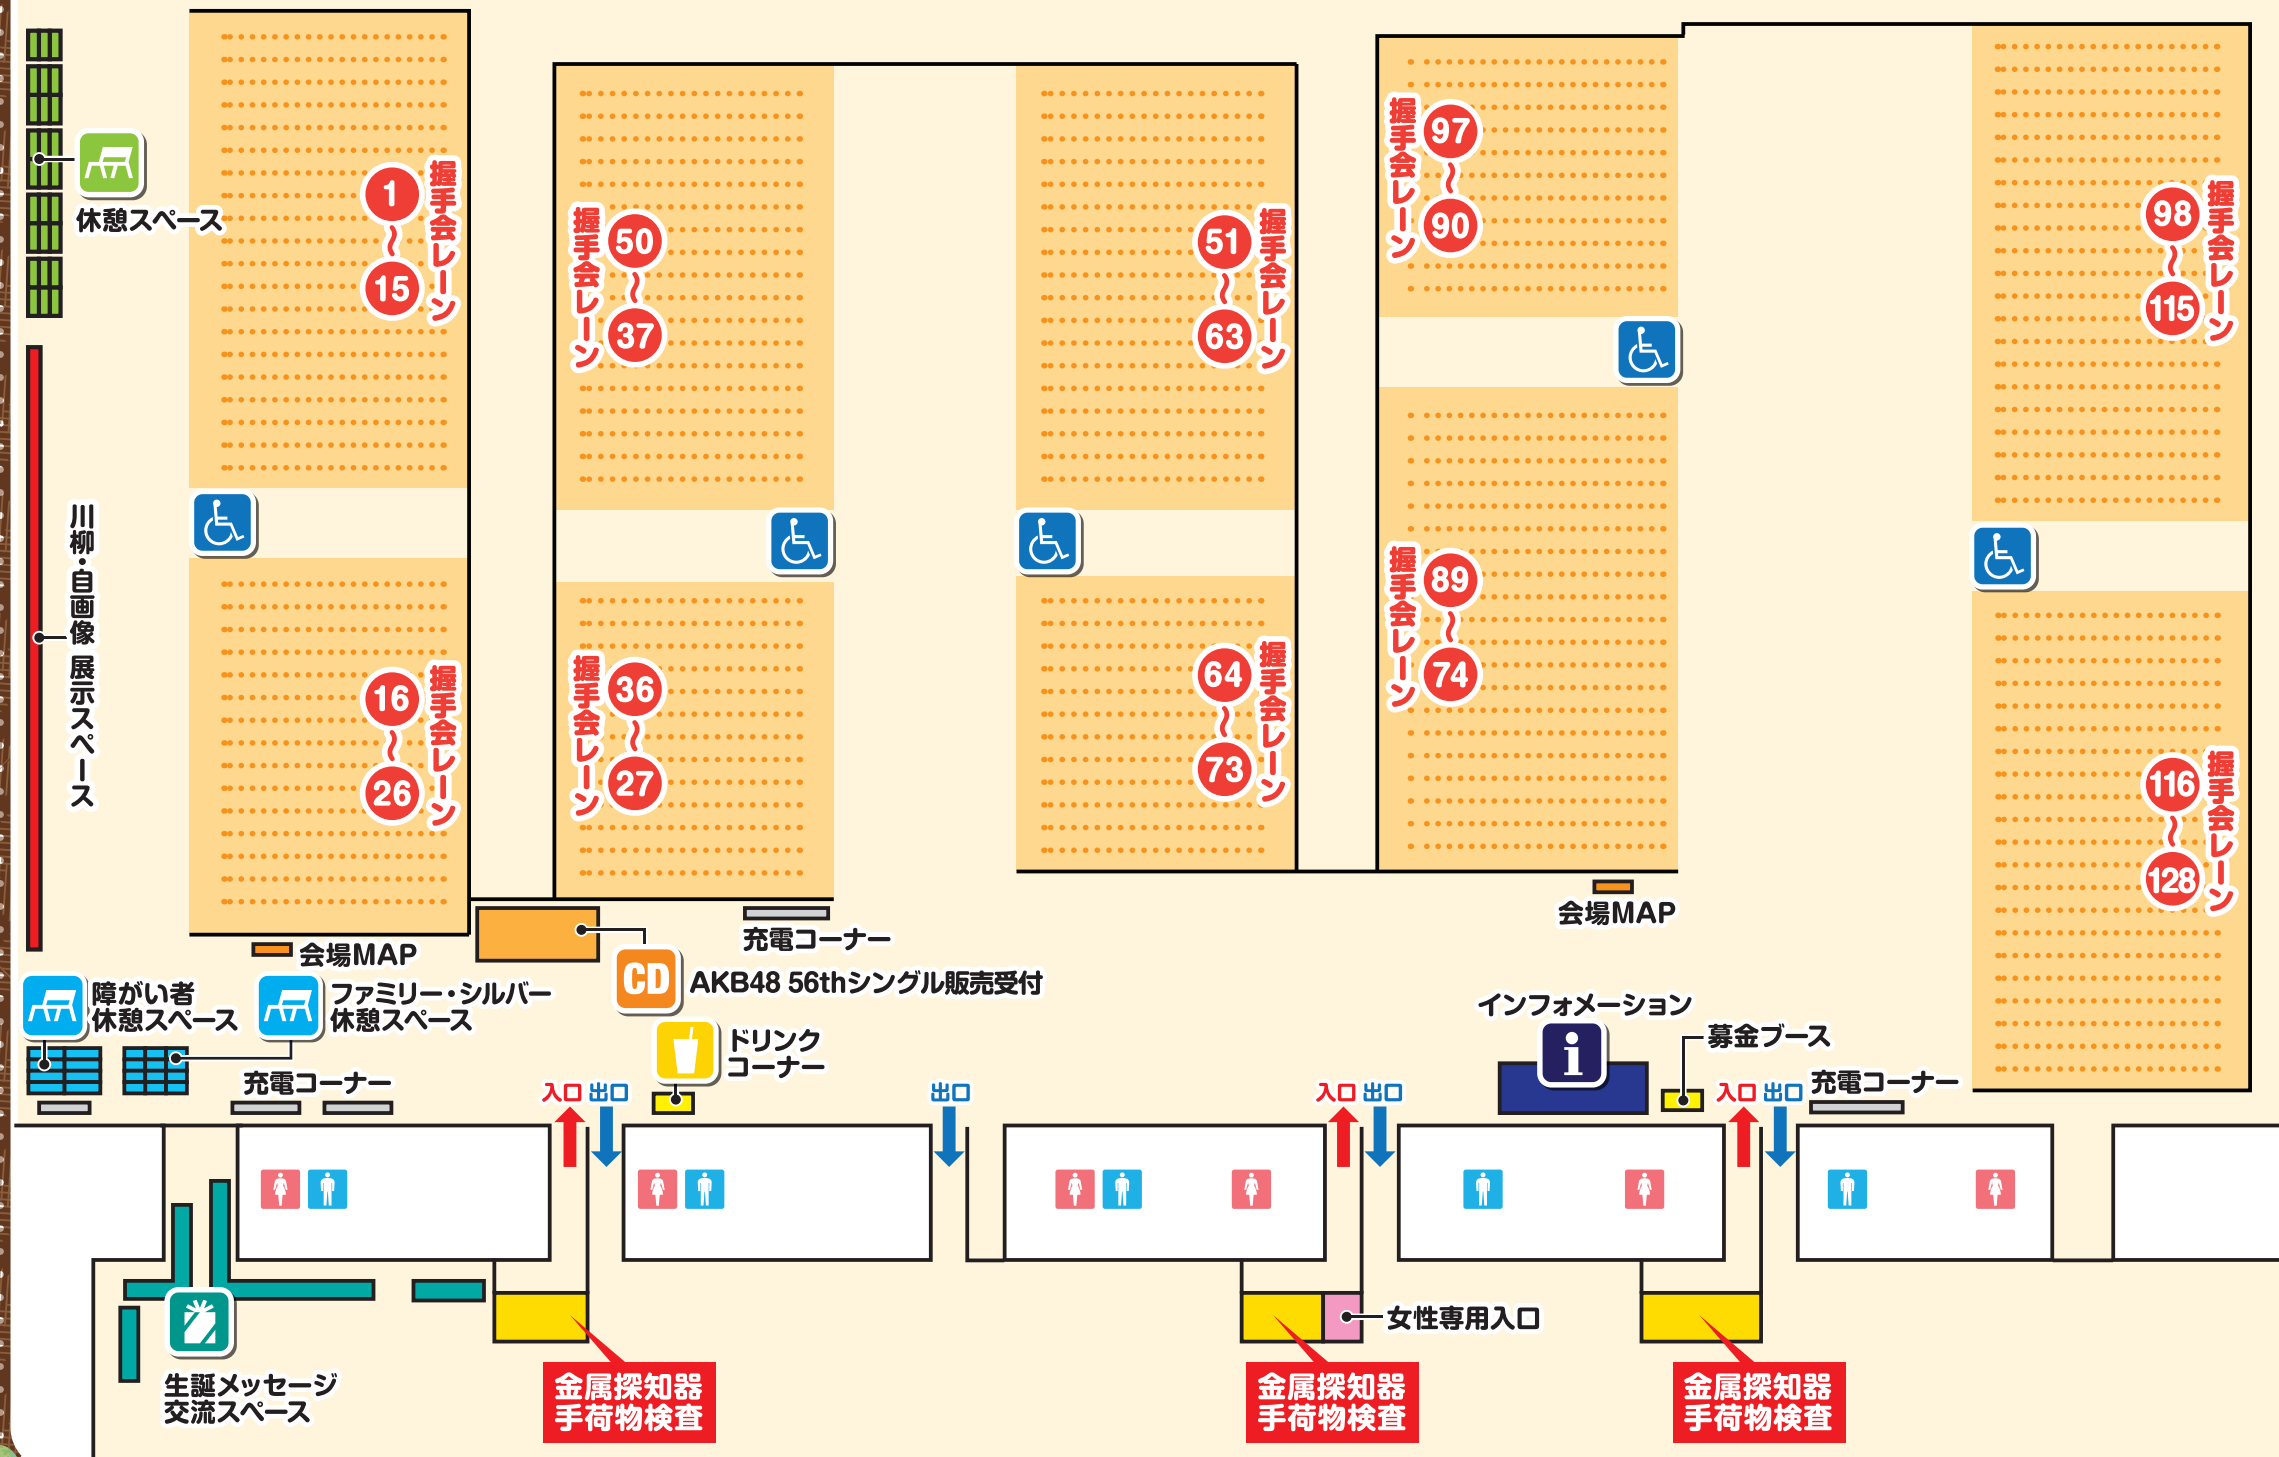 休憩スペース
1
〜
15
握手会レーン
16
〜
26
握手会レーン
川柳・自画像 展示スペース
握手会レーン
50
〜
37
握手会レーン
36
〜
27
51
〜
63
握手会レーン
64
〜
73
握手会レーン
握手会レーン
97
〜
90
握手会レーン
89
〜
74
98
〜
115
握手会レーン
116
〜
128
握手会レーン
会場MAP
会場MAP
充電コーナー
CD
AKB48 56thシングル販売受付
障がい者
休憩スペース
ファミリー・シルバー
休憩スペース
充電コーナー
ドリンク
コーナー
インフォメーション
i
募金ブース
充電コーナー
入口 出口
出口
入口 出口
入口 出口
女性専用入口
生誕メッセージ
交流スペース
金属探知器
手荷物検査
金属探知器
手荷物検査
金属探知器
手荷物検査